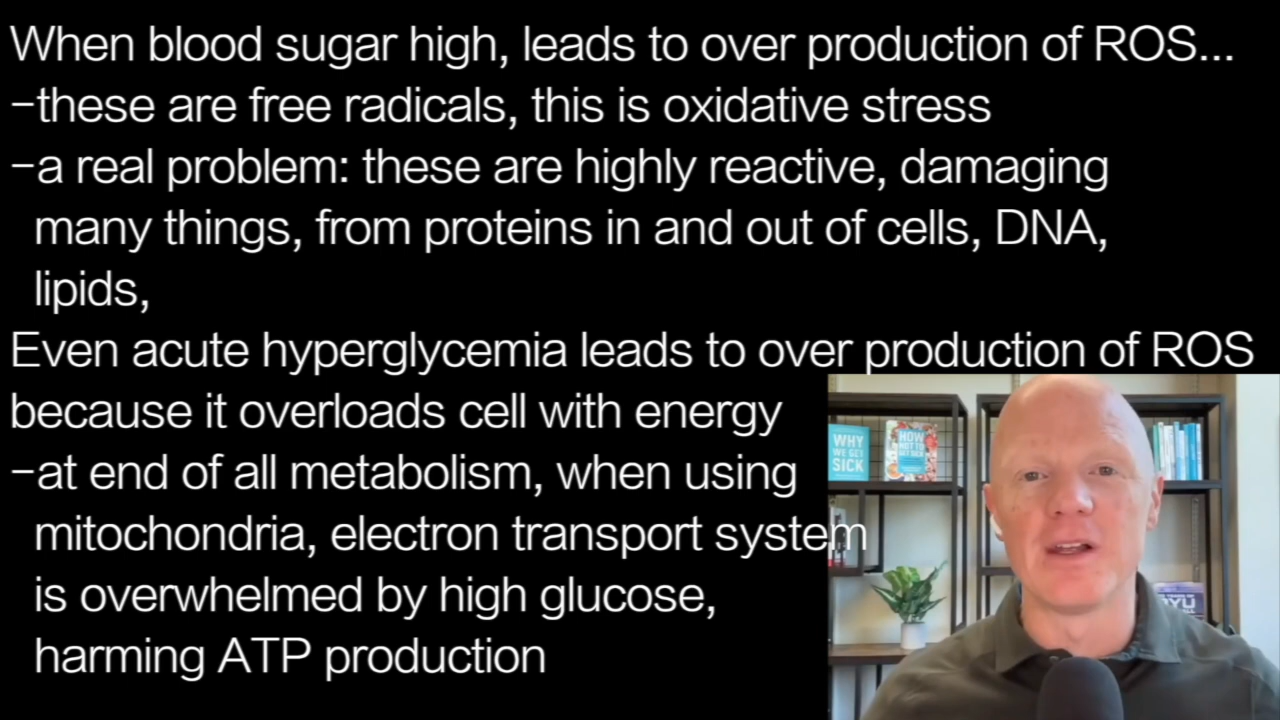 When blood sugar high, leads to over production of ROS...
–these are free radicals, this is oxidative stress
–a real problem: these are highly reactive, damaging
many things, from proteins in and out of cells, DNA,
lipids,
Even acute hyperglycemia leads to over production of ROS
because it overloads cell with energy
–at end of all metabolism, when using
mitochondria, electron transport system
is overwhelmed by high glucose,
harming ATP production
WHY
WE GET
SICK
HOW
NOT TO
GET SICK